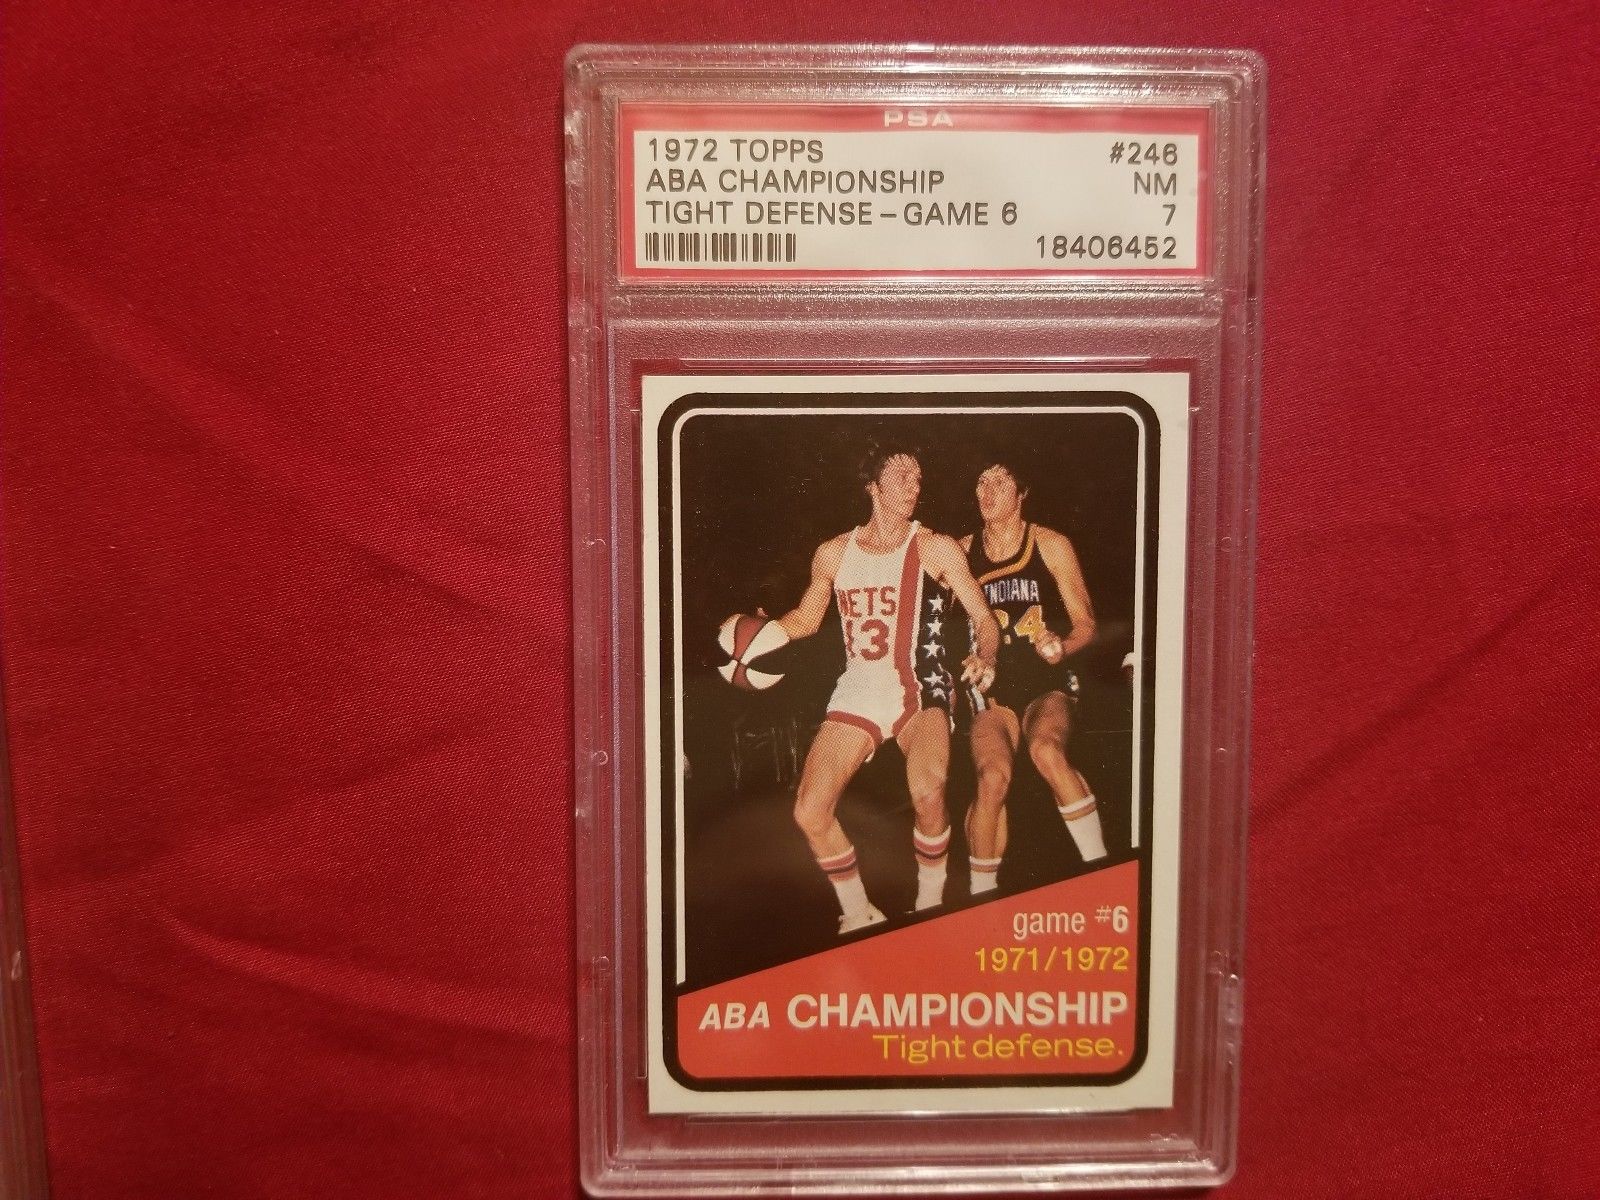 PSA
1972 TOPPS #246
ABA CHAMPIONSHIP NM
TIGHT DEFENSE - GAME 6 7
18406452
NETS
13
INDIANA
24
game #6
1971/1972
ABA CHAMPIONSHIP
Tight defense.